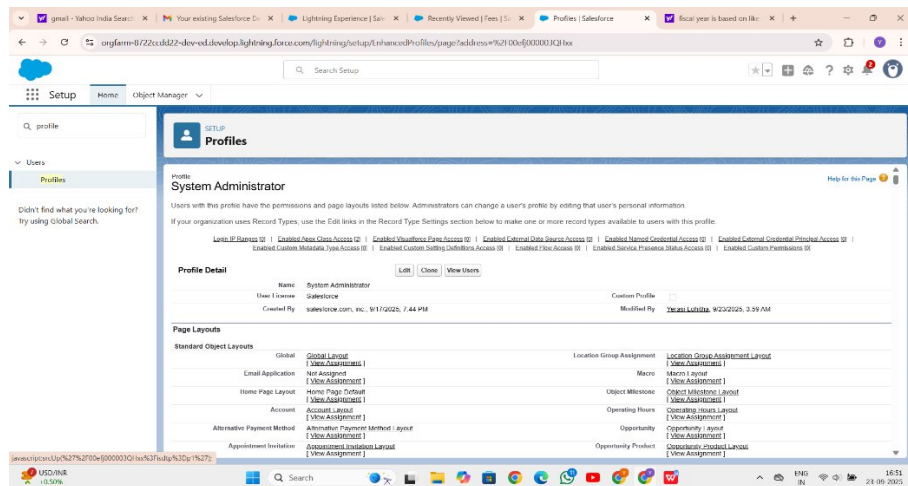 gmail - Yahoo India Search
Your existing Salesforce De
Lightning Experience | Sale
Recently Viewed | Fees | Sa
Profiles | Salesforce
fiscal year is based on like
orgfarm-8722ccdd22-dev-ed.develop.lightning.force.com/lightning/setup/EnhancedProfiles/page?address=%2F00efj000003QHxx
Search Setup
Setup Home Object Manager
profile
Users
Profiles
Didn't find what you're looking for?
Try using Global Search.
SETUP
Profiles
Profile
System Administrator
Help for this Page
Users with this profile have the permissions and page layouts listed below. Administrators can change a user's profile by editing that user's personal information.
If your organization uses Record Types, use the Edit links in the Record Type Settings section below to make one or more record types available to users with this profile.
Login IP Ranges [0] | Enabled Apex Class Access [2] | Enabled Visualforce Page Access [0] | Enabled External Data Source Access [0] | Enabled Named Credential Access [0] | Enabled External Credential Principal Access [0] |
Enabled Custom Metadata Type Access [0] | Enabled Custom Setting Definitions Access [0] | Enabled Flow Access [0] | Enabled Service Presence Status Access [0] | Enabled Custom Permissions [0]
Profile Detail Edit Clone View Users
Name System Administrator
User License Salesforce Custom Profile
Created By salesforce.com, inc., 9/17/2025, 7:44 PM Modified By Yerasi Lohitha, 9/23/2025, 3:59 AM
Page Layouts
Standard Object Layouts
Global Global Layout Location Group Assignment Location Group Assignment Layout
[ View Assignment ] [ View Assignment ]
Email Application Not Assigned Macro Macro Layout
[ View Assignment ] [ View Assignment ]
Home Page Layout Home Page Default Object Milestone Object Milestone Layout
[ View Assignment ] [ View Assignment ]
Account Account Layout Operating Hours Operating Hours Layout
[ View Assignment ] [ View Assignment ]
Alternative Payment Method Alternative Payment Method Layout Opportunity Opportunity Layout
[ View Assignment ] [ View Assignment ]
Appointment Invitation Appointment Invitation Layout Opportunity Product Opportunity Product Layout
[ View Assignment ] [ View Assignment ]
USD/INR
+0.50%
Search
ENG
IN
16:51
23-09-2025